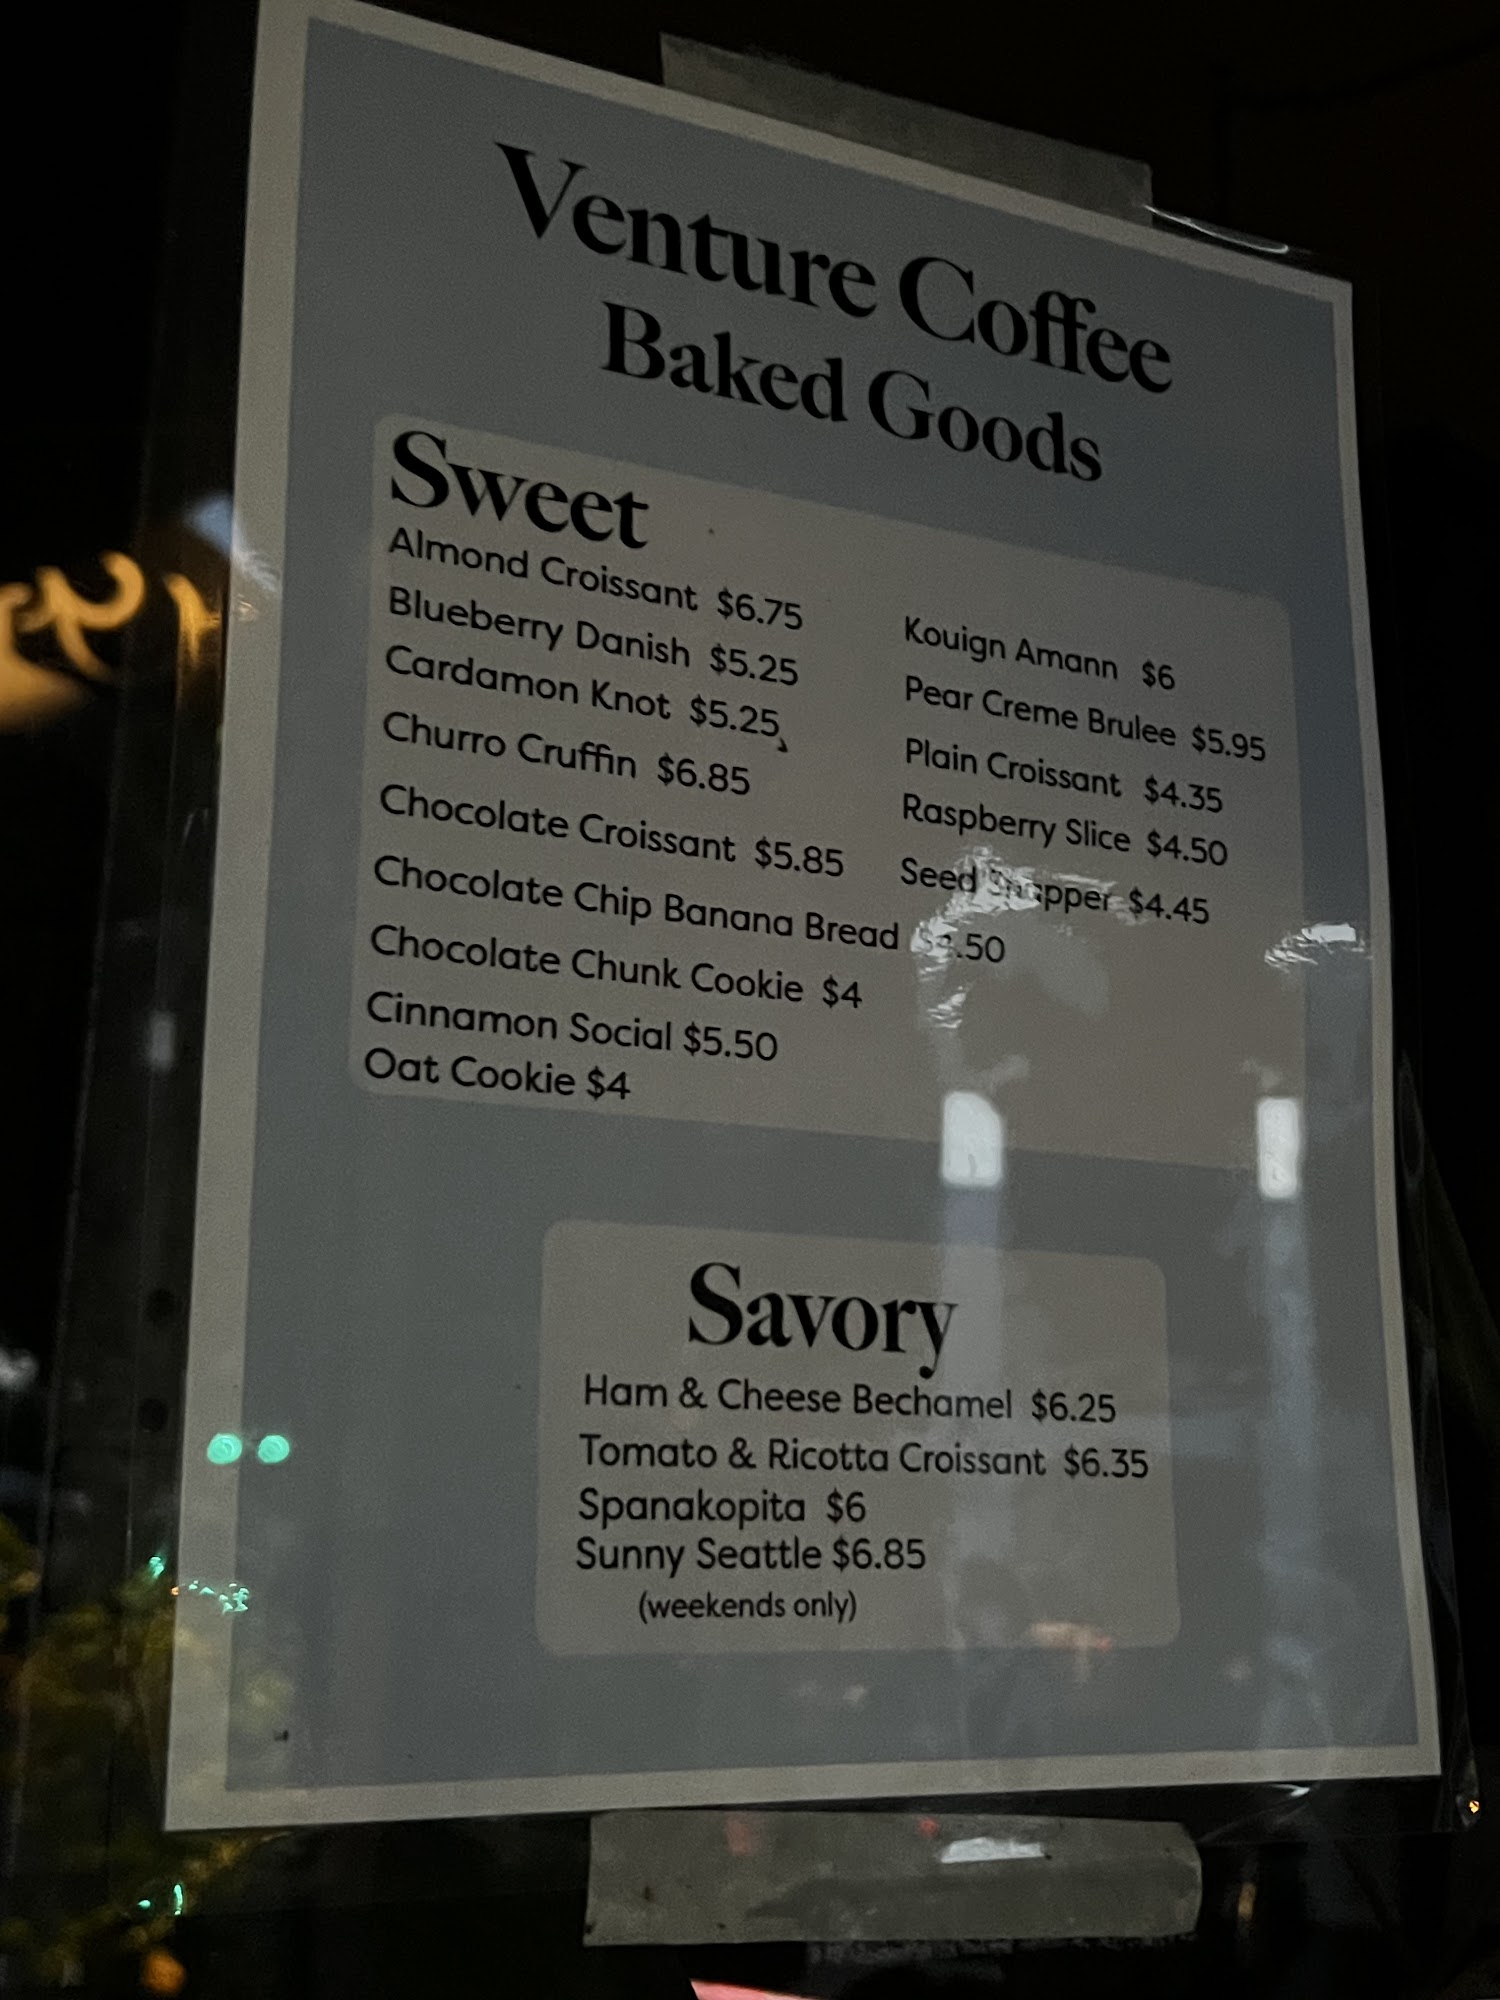 Venture Coffee
Baked Goods
Sweet
Almond Croissant $6.75
Blueberry Danish $5.25
Cardamon Knot $5.25
Churro Cruffin $6.85
Chocolate Croissant $5.85
Chocolate Chip Banana Bread
Chocolate Chunk Cookie $4
Cinnamon Social $5.50
Oat Cookie $4
Kouign Amann $6
Pear Creme Brulee $5.95
Plain Croissant $4.35
Raspberry Slice $4.50
Seed Snapper $4.45
Savory
Ham & Cheese Bechamel $6.25
Tomato & Ricotta Croissant $6.35
Spanakopita $6
Sunny Seattle $6.85
(weekends only)